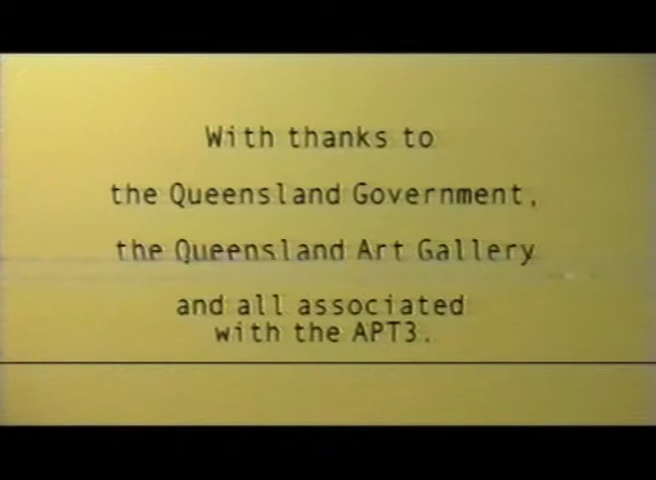 With thanks to
the Queensland Government,
the Queensland Art Gallery
and all associated
with the APT3.